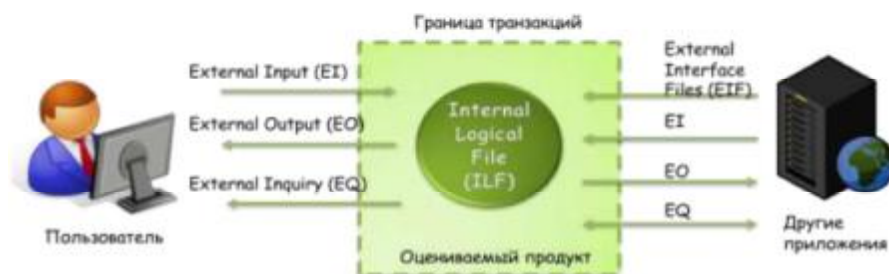 Граница транзакций
External Input (EI)
External Output (EO)
External Inquiry (EQ)
Пользователь
Internal
Logical
File
(ILF)
Оцениваемый продукт
External
Interface
Files (EIF)
EI
EO
EQ
Другие
приложения